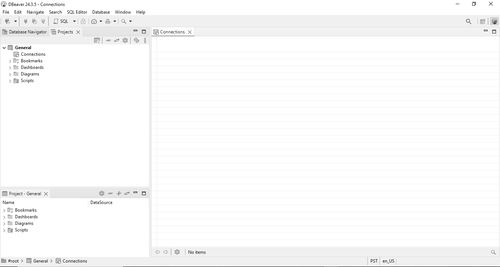 DBeaver 24.3.5 - Connections
File Edit Navigate Search SQL Editor Database Window Help
SQL
Database Navigator Projects Connections
General
Connections
Bookmarks
Dashboards
Diagrams
Scripts
Project - General
Name DataSource
Bookmarks
Dashboards
Diagrams
Scripts
No items
#root General Connections PST en_US